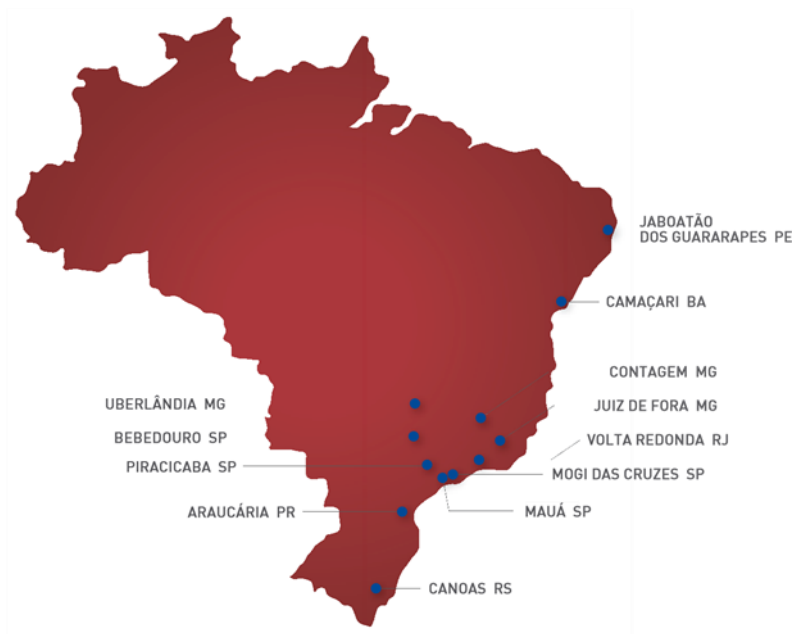 JABOATÃO
DOS GUARARAPES PE
CAMAÇARI BA
CONTAGEM MG
UBERLÂNDIA MG
JUIZ DE FORA MG
BEBEDOURO SP
VOLTA REDONDA RJ
PIRACICABA SP
MOGI DAS CRUZES SP
ARAUCÁRIA PR
MAUÁ SP
CANOAS RS